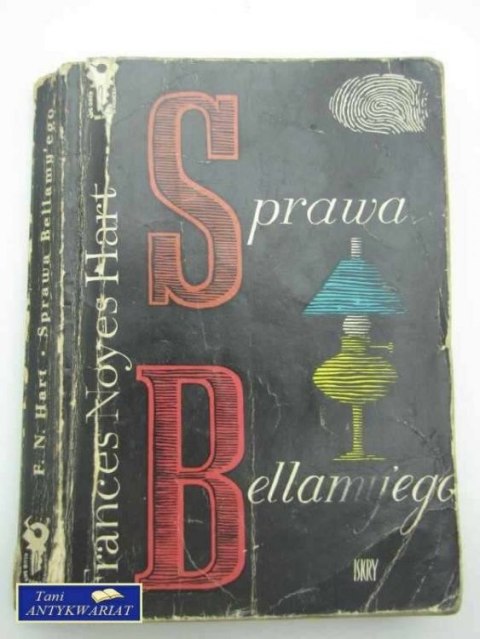 F. N. Hart · Sprawa Bellamy'ego
Frances Noyes Hart
Sprawa
Bellamy'ego
ISKRY
Tani
ANTYKWARIAT